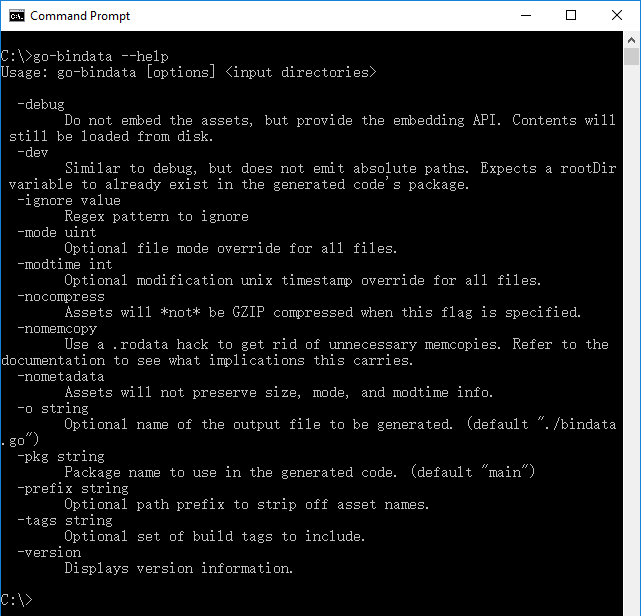 Command Prompt
C:\>go-bindata --help
Usage: go-bindata [options] <input directories>
-debug
Do not embed the assets, but provide the embedding API. Contents will
still be loaded from disk.
-dev
Similar to debug, but does not emit absolute paths. Expects a rootDir
variable to already exist in the generated code's package.
-ignore value
Regex pattern to ignore
-mode uint
Optional file mode override for all files.
-modtime int
Optional modification unix timestamp override for all files.
-nocompress
Assets will *not* be GZIP compressed when this flag is specified.
-nomemcopy
Use a .rodata hack to get rid of unnecessary memcopies. Refer to the
documentation to see what implications this carries.
-nometadata
Assets will not preserve size, mode, and modtime info.
-o string
Optional name of the output file to be generated. (default "./bindata
.go")
-pkg string
Package name to use in the generated code. (default "main")
-prefix string
Optional path prefix to strip off asset names.
-tags string
Optional set of build tags to include.
-version
Displays version information.
C:\>